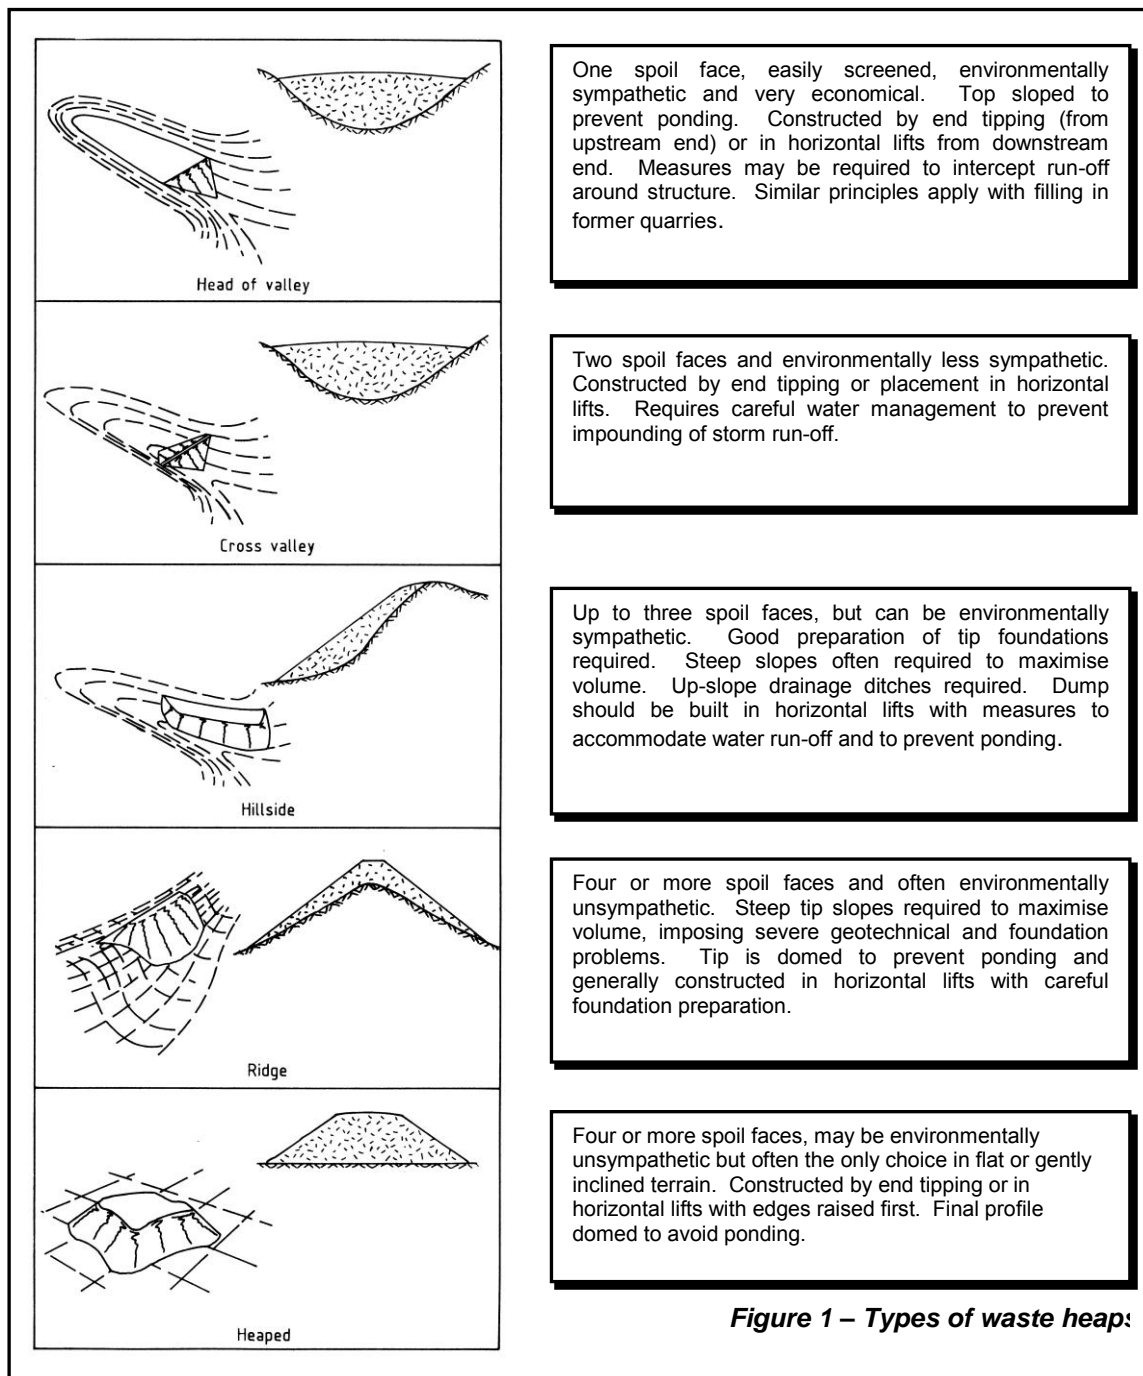 One spoil face, easily screened, environmentally
sympathetic and very economical. Top sloped to
prevent ponding. Constructed by end tipping (from
upstream end) or in horizontal lifts from downstream
end. Measures may be required to intercept run-off
around structure. Similar principles apply with filling in
former quarries.
Head of valley
Two spoil faces and environmentally less sympathetic.
Constructed by end tipping or placement in horizontal
lifts. Requires careful water management to prevent
impounding of storm run-off.
Cross valley
Up to three spoil faces, but can be environmentally
sympathetic. Good preparation of tip foundations
required. Steep slopes often required to maximise
volume. Up-slope drainage ditches required. Dump
should be built in horizontal lifts with measures to
accommodate water run-off and to prevent ponding.
Hillside
Four or more spoil faces and often environmentally
unsympathetic. Steep tip slopes required to maximise
volume, imposing severe geotechnical and foundation
problems. Tip is domed to prevent ponding and
generally constructed in horizontal lifts with careful
foundation preparation.
Ridge
Four or more spoil faces, may be environmentally
unsympathetic but often the only choice in flat or gently
inclined terrain. Constructed by end tipping or in
horizontal lifts with edges raised first. Final profile
domed to avoid ponding.
Heaped
Figure 1 – Types of waste heaps